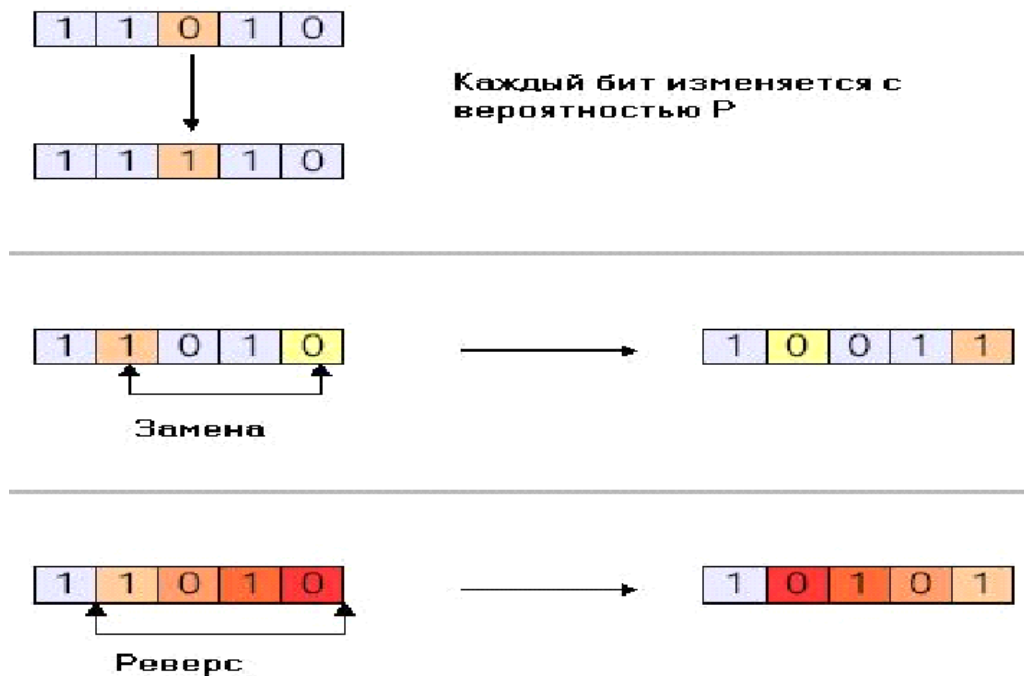 1 1 0 1 0
Каждый бит изменяется с
вероятностью P
1 1 1 1 0
1 1 0 1 0
1 0 0 1 1
Замена
1 1 0 1 0
1 0 1 0 1
Реверс